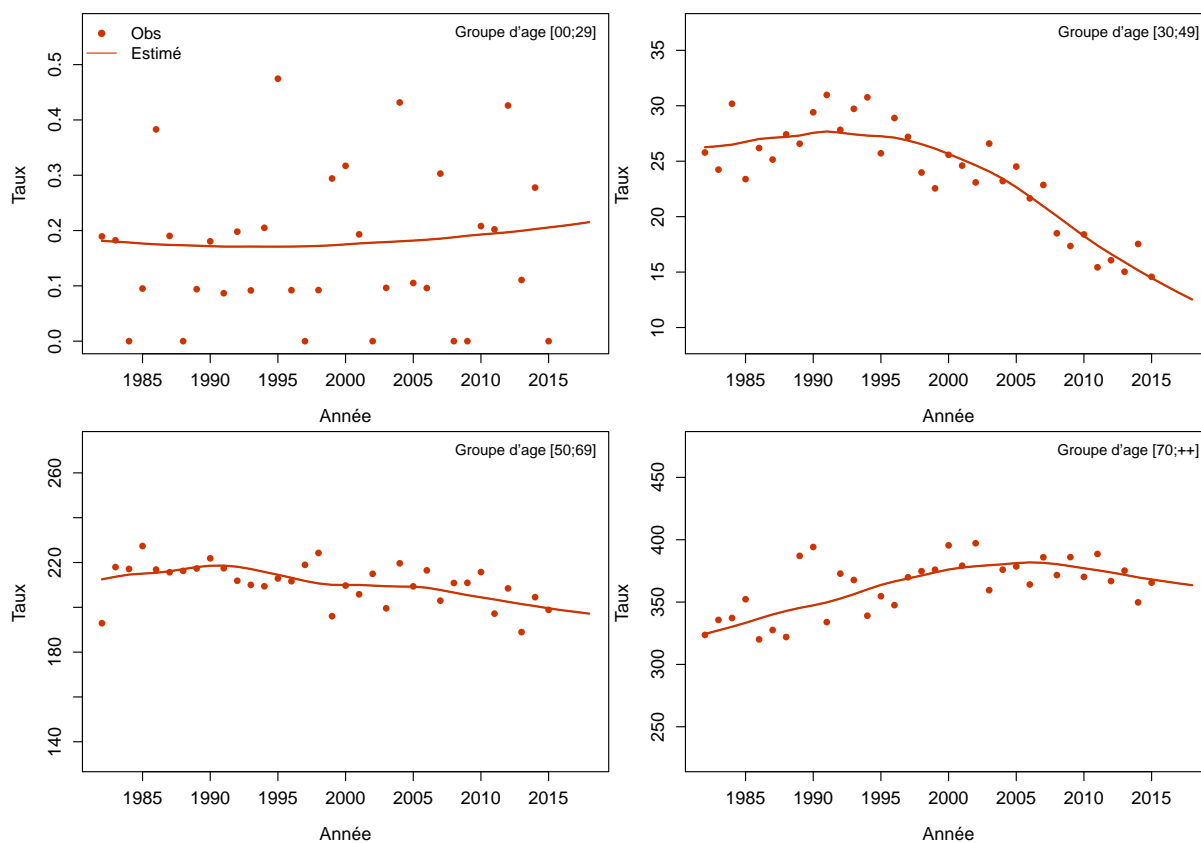 Obs
Estimé
Groupe d'age [00;29]
Taux
0.0
0.1
0.2
0.3
0.4
0.5
1985 1990 1995 2000 2005 2010 2015
Année
Groupe d'age [30;49]
Taux
10
15
20
25
30
35
1985 1990 1995 2000 2005 2010 2015
Année
Groupe d'age [50;69]
Taux
140
180
220
260
1985 1990 1995 2000 2005 2010 2015
Année
Groupe d'age [70;++]
Taux
250
300
350
400
450
1985 1990 1995 2000 2005 2010 2015
Année